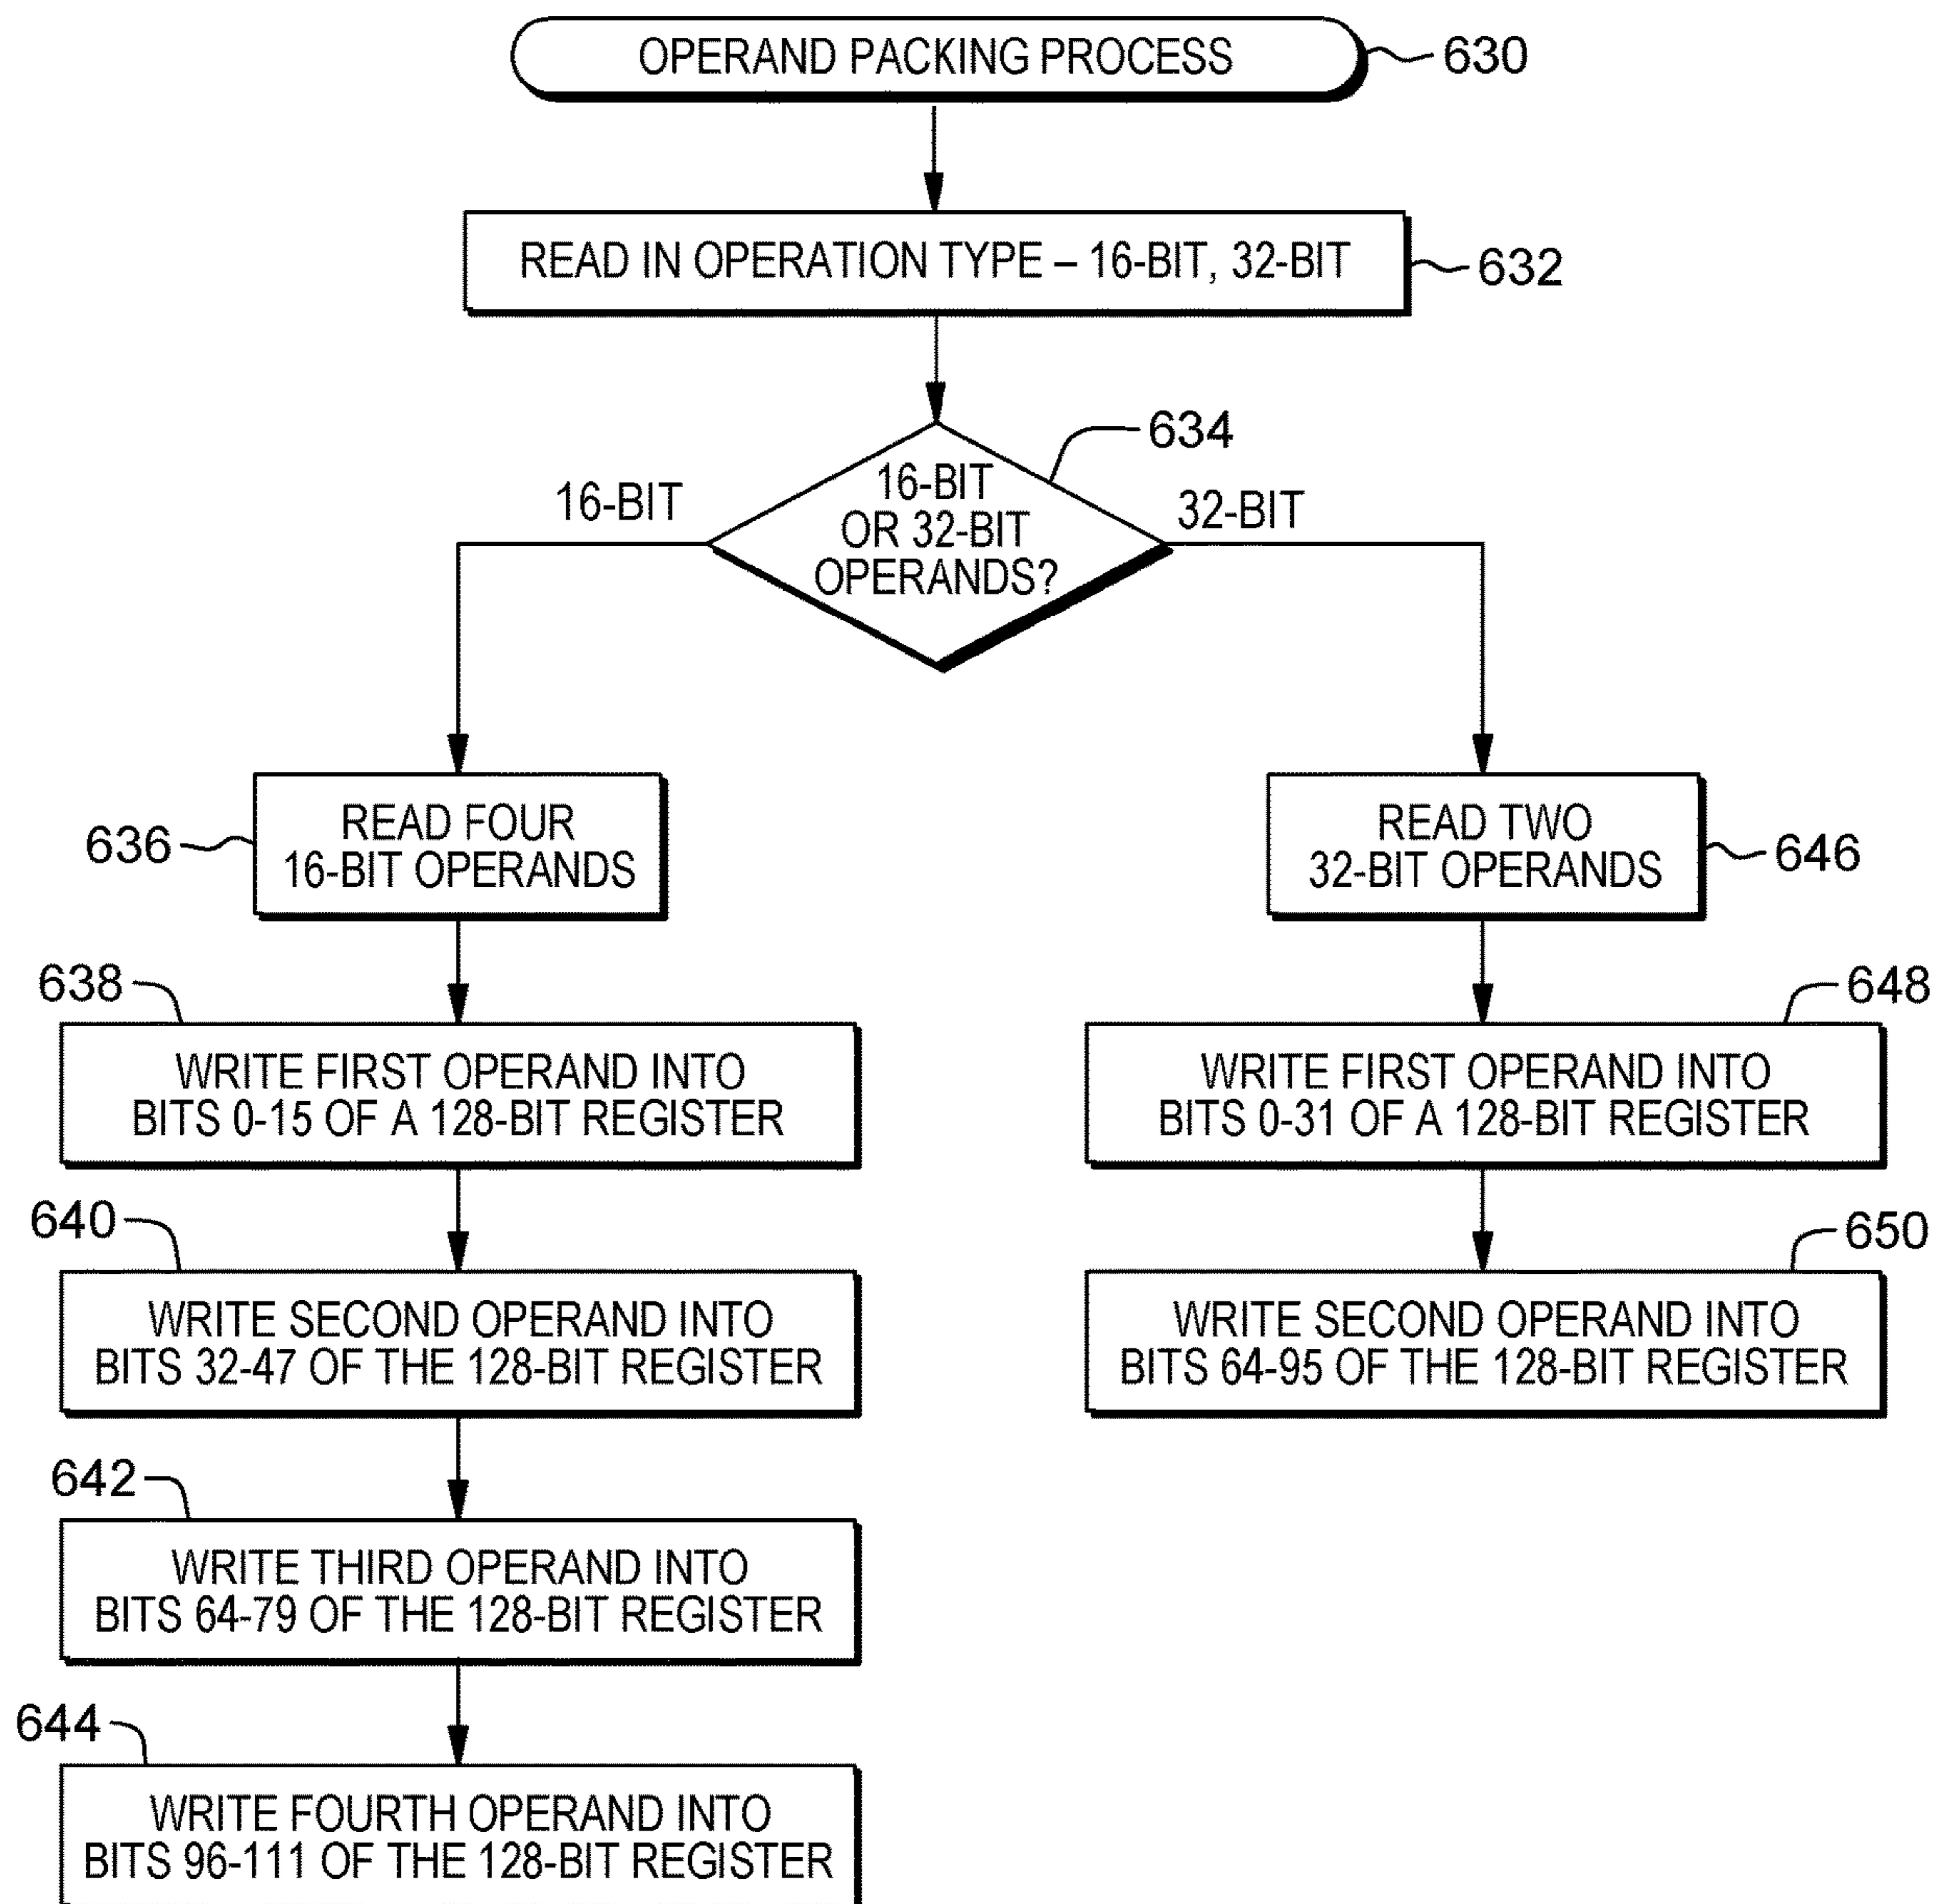 OPERAND PACKING PROCESS
630
READ IN OPERATION TYPE – 16-BIT, 32-BIT
632
634
16-BIT
16-BIT
OR 32-BIT
OPERANDS?
32-BIT
636
READ FOUR
16-BIT OPERANDS
READ TWO
32-BIT OPERANDS
646
638
WRITE FIRST OPERAND INTO
BITS 0-15 OF A 128-BIT REGISTER
648
WRITE FIRST OPERAND INTO
BITS 0-31 OF A 128-BIT REGISTER
640
WRITE SECOND OPERAND INTO
BITS 32-47 OF THE 128-BIT REGISTER
650
WRITE SECOND OPERAND INTO
BITS 64-95 OF THE 128-BIT REGISTER
642
WRITE THIRD OPERAND INTO
BITS 64-79 OF THE 128-BIT REGISTER
644
WRITE FOURTH OPERAND INTO
BITS 96-111 OF THE 128-BIT REGISTER